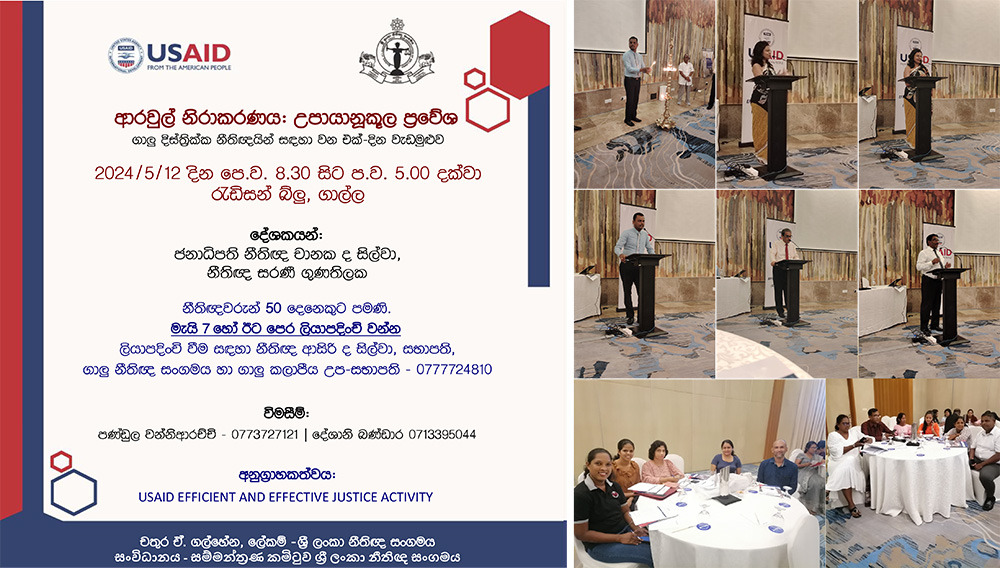 USAID
FROM THE AMERICAN PEOPLE
ආරවුල් නිරාකරණය: උපායානුකූල ප්‍රවේශ
ගාලු දිස්ත්‍රික්ක නීතිඥයින් සඳහා වන එක්-දින වැඩමුළුව
2024/5/12 දින පෙ.ව. 8.30 සිට ප.ව. 5.00 දක්වා
රැඩිසන් බ්ලු, ගාල්ල
දේශකයන්:
ජනාධිපති නීතිඥ චානක ද සිල්වා,
නීතිඥ සරණී ගුණතිලක
නීතිඥවරුන් 50 දෙනෙකුට පමණි.
මැයි 7 හෝ ඊට පෙර ලියාපදිංචි වන්න
ලියාපදිංචි වීම සඳහා නීතිඥ ආසිරි ද සිල්වා, සභාපති,
ගාලු නීතිඥ සංගමය හා ගාලු කලාපීය උප-සභාපති - 0777724810
විමසීම්:
පණ්ඩුල වන්නිආරච්චි - 0773727121 | දේශානි බණ්ඩාර 0713395044
අනුග්‍රාහකත්වය:
USAID EFFICIENT AND EFFECTIVE JUSTICE ACTIVITY
චතුර ඒ. ගල්හේන, ලේකම් -ශ්‍රී ලංකා නීතිඥ සංගමය
සංවිධානය - සම්මන්ත්‍රණ කමිටුව ශ්‍රී ලංකා නීතිඥ සංගමය
USAID
USAID